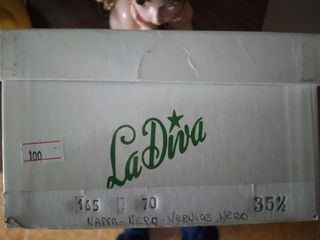 La Diva
100
165 70 35½
NAPPA - NERO - VERNICE NERO